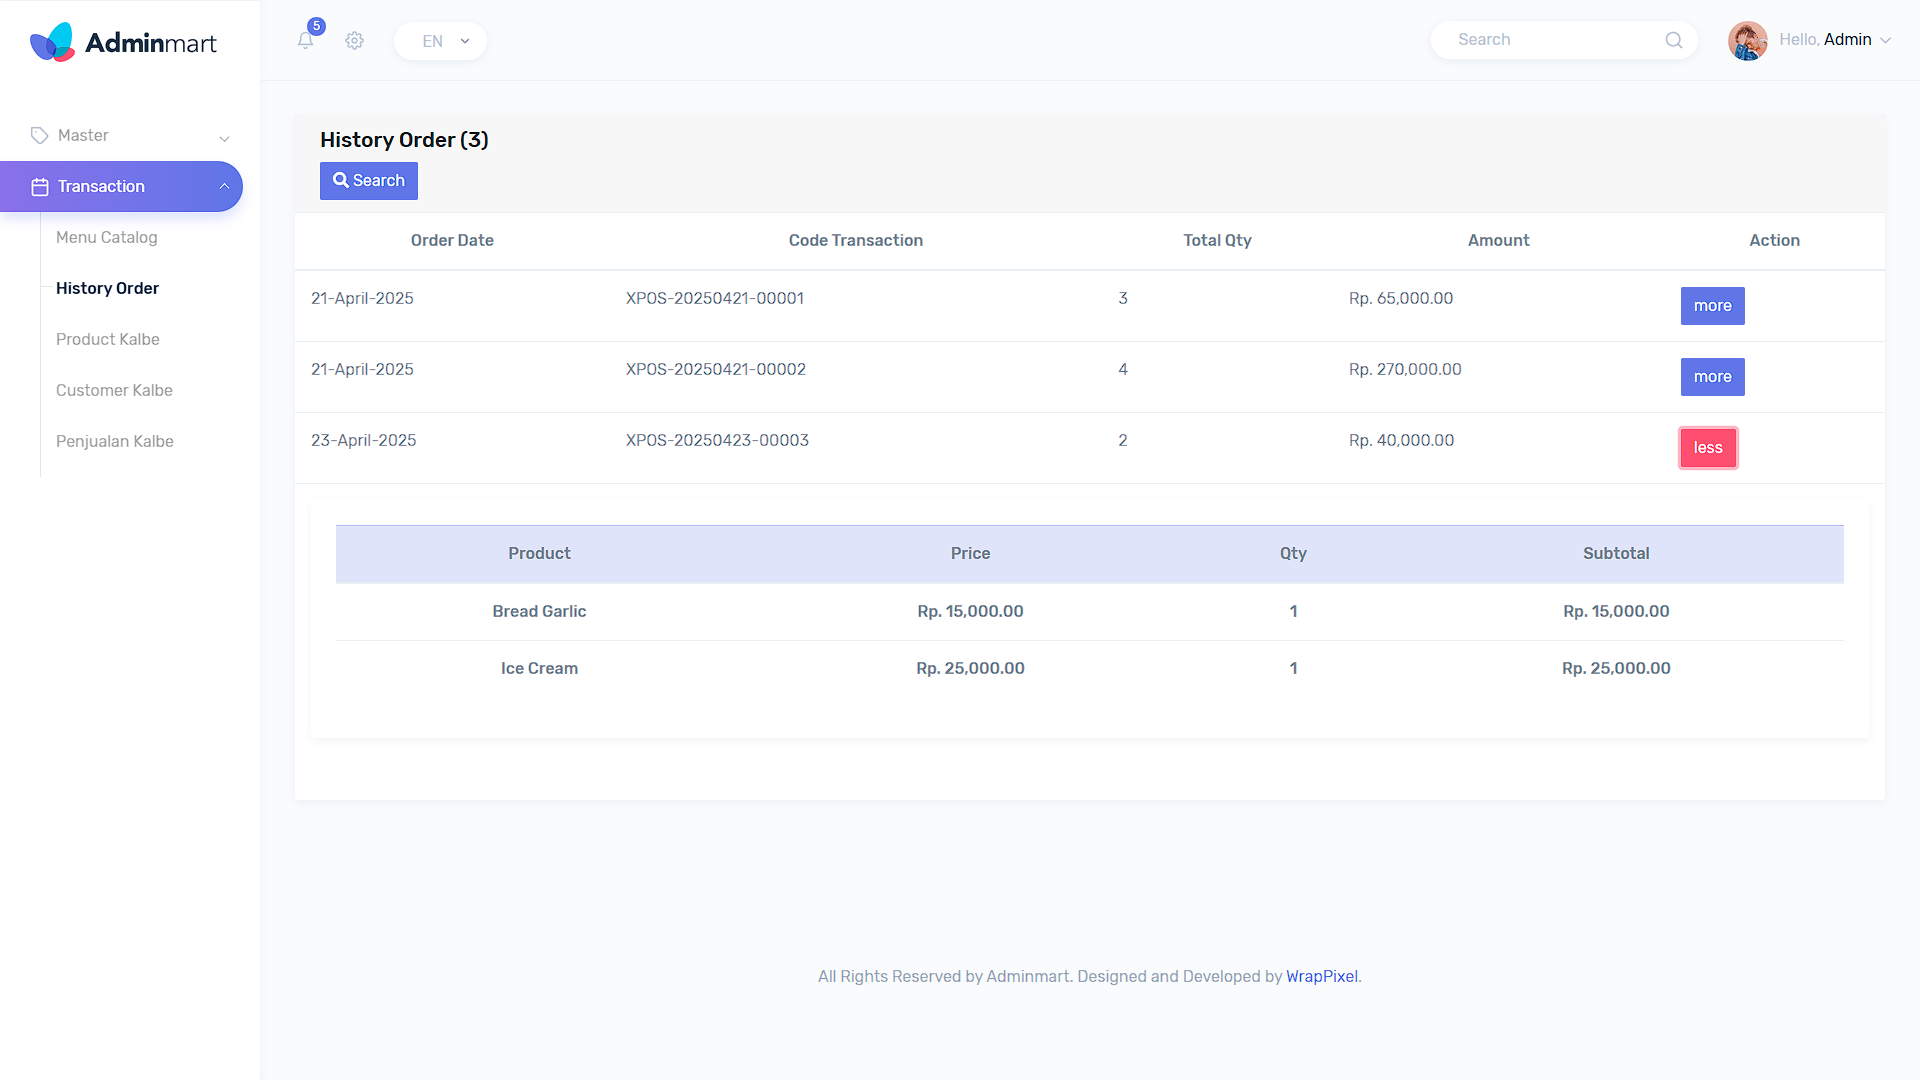 Adminmart
5
EN
Search
Hello, Admin
Master
Transaction
Menu Catalog
History Order
Product Kalbe
Customer Kalbe
Penjualan Kalbe
History Order (3)
Search
Order Date Code Transaction Total Qty Amount Action
21-April-2025 XPOS-20250421-00001 3 Rp. 65,000.00 more
21-April-2025 XPOS-20250421-00002 4 Rp. 270,000.00 more
23-April-2025 XPOS-20250423-00003 2 Rp. 40,000.00 less
Product Price Qty Subtotal
Bread Garlic Rp. 15,000.00 1 Rp. 15,000.00
Ice Cream Rp. 25,000.00 1 Rp. 25,000.00
All Rights Reserved by Adminmart. Designed and Developed by WrapPixel.